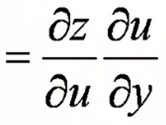 = ∂z/∂u ∂u/∂y